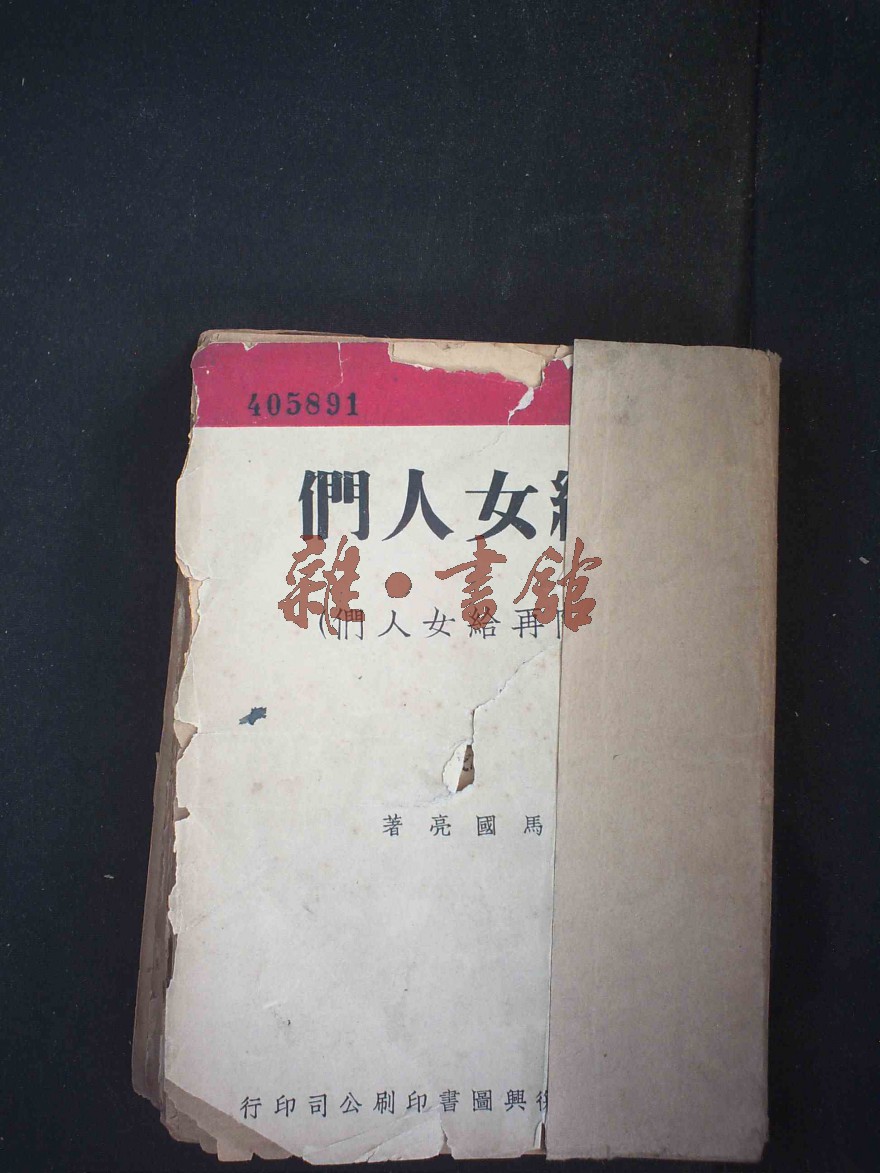 405891
女人們
雜·書館
再給女人們)
馬國亮著
興圖書印刷公司印行